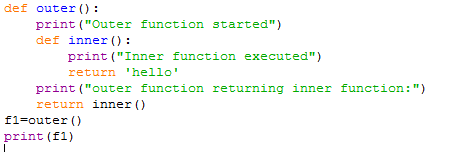 def outer():
    print("Outer function started")
    def inner():
        print("Inner function executed")
        return 'hello'
    print("outer function returning inner function:")
    return inner()
f1=outer()
print(f1)